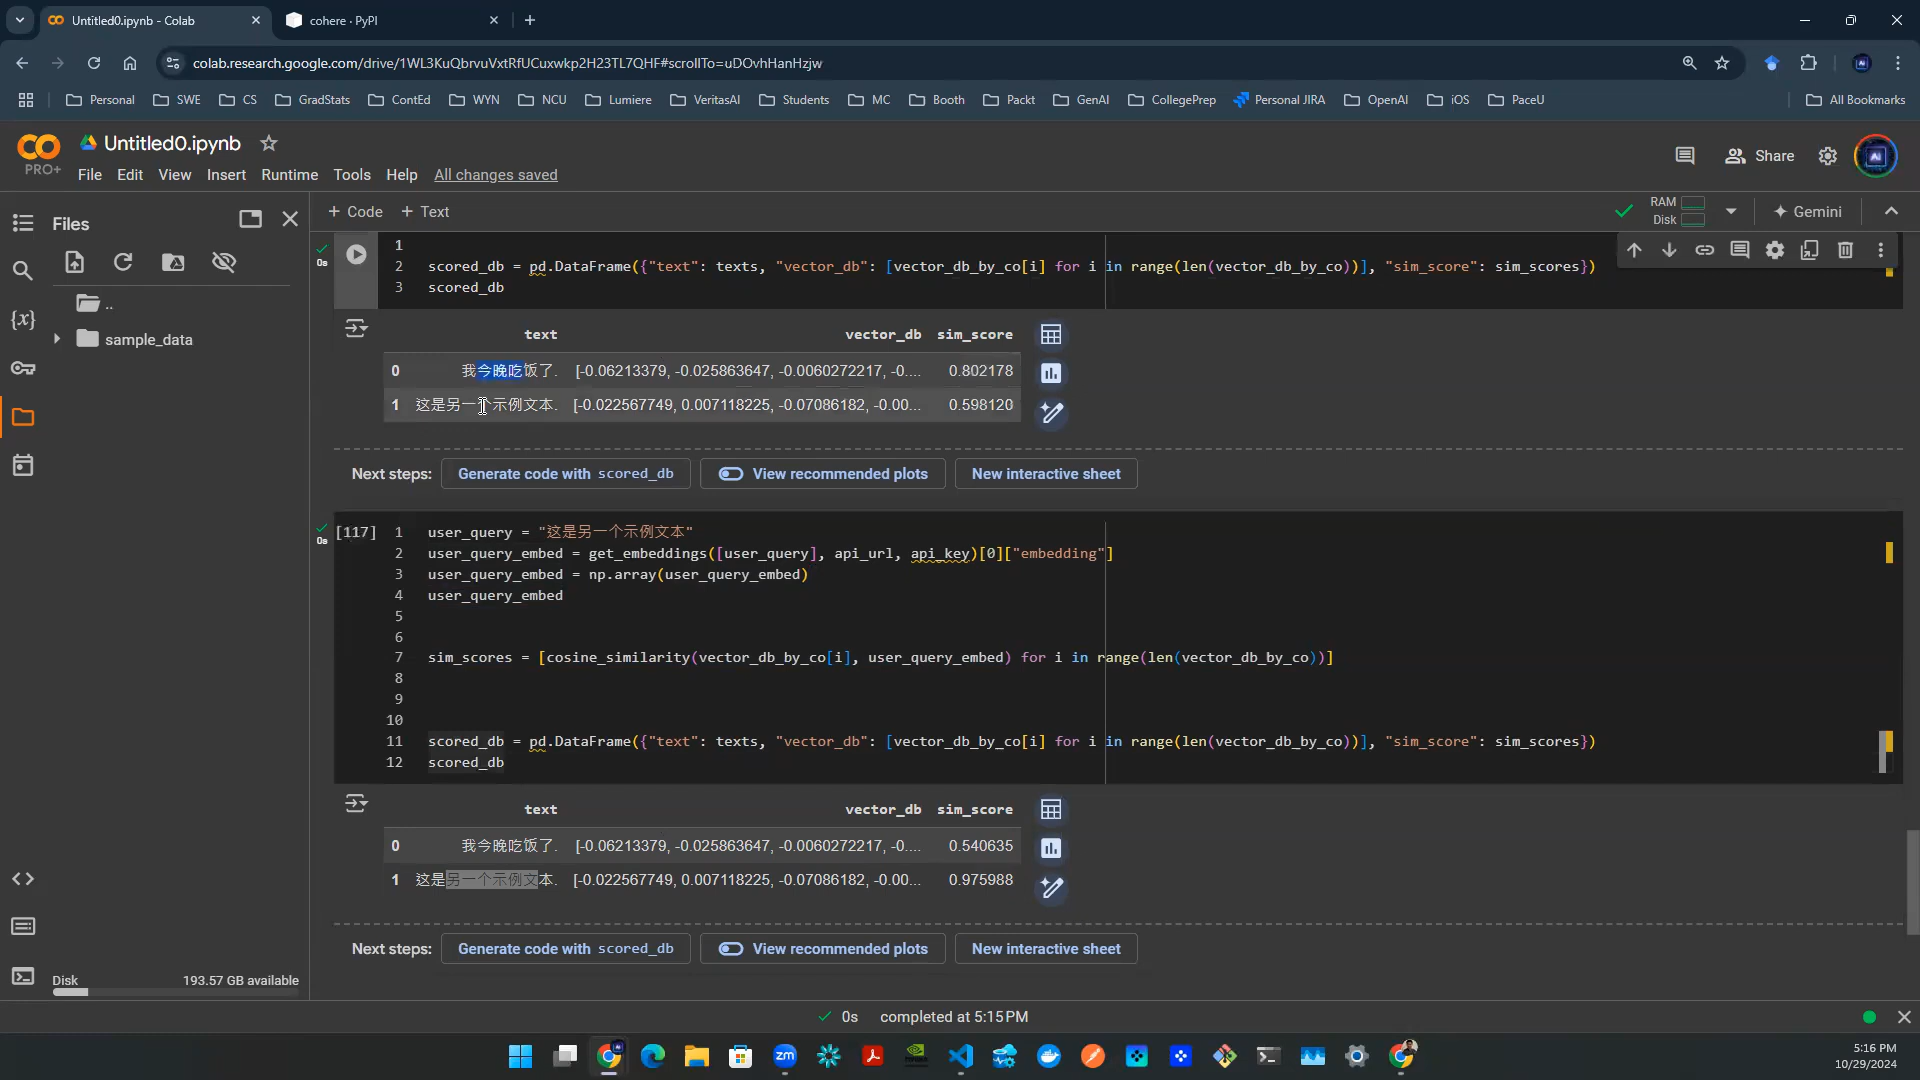 Untitled0.ipynb - Colab
cohere · PyPI
colab.research.google.com/drive/1WL3KuQbrvuVxtRfUCuxwkp2H23TL7QHF#scrollTo=uDOvhHanHzjw
Personal SWE CS GradStats ContEd WYN NCU Lumiere VeritasAI Students MC Booth Packt GenAI CollegePrep Personal JIRA OpenAI iOS PaceU All Bookmarks
Untitled0.ipynb
PRO+
File Edit View Insert Runtime Tools Help All changes saved
Share
Files
+ Code + Text
RAM
Disk
Gemini
..
sample_data
0s
1
2 scored_db = pd.DataFrame({"text": texts, "vector_db": [vector_db_by_co[i] for i in range(len(vector_db_by_co))], "sim_score": sim_scores})
3 scored_db
text vector_db sim_score
0 我今晚吃饭了. [-0.06213379, -0.025863647, -0.0060272217, -0.... 0.802178
1 这是另一个示例文本. [-0.022567749, 0.007118225, -0.07086182, -0.00... 0.598120
Next steps: Generate code with scored_db View recommended plots New interactive sheet
0s
[117]
1 user_query = "这是另一个示例文本"
2 user_query_embed = get_embeddings([user_query], api_url, api_key)[0]["embedding"]
3 user_query_embed = np.array(user_query_embed)
4 user_query_embed
5
6
7 sim_scores = [cosine_similarity(vector_db_by_co[i], user_query_embed) for i in range(len(vector_db_by_co))]
8
9
10
11 scored_db = pd.DataFrame({"text": texts, "vector_db": [vector_db_by_co[i] for i in range(len(vector_db_by_co))], "sim_score": sim_scores})
12 scored_db
text vector_db sim_score
0 我今晚吃饭了. [-0.06213379, -0.025863647, -0.0060272217, -0.... 0.540635
1 这是另一个示例文本. [-0.022567749, 0.007118225, -0.07086182, -0.00... 0.975988
Next steps: Generate code with scored_db View recommended plots New interactive sheet
Disk 193.57 GB available
0s completed at 5:15 PM
zm
5:16 PM
10/29/2024